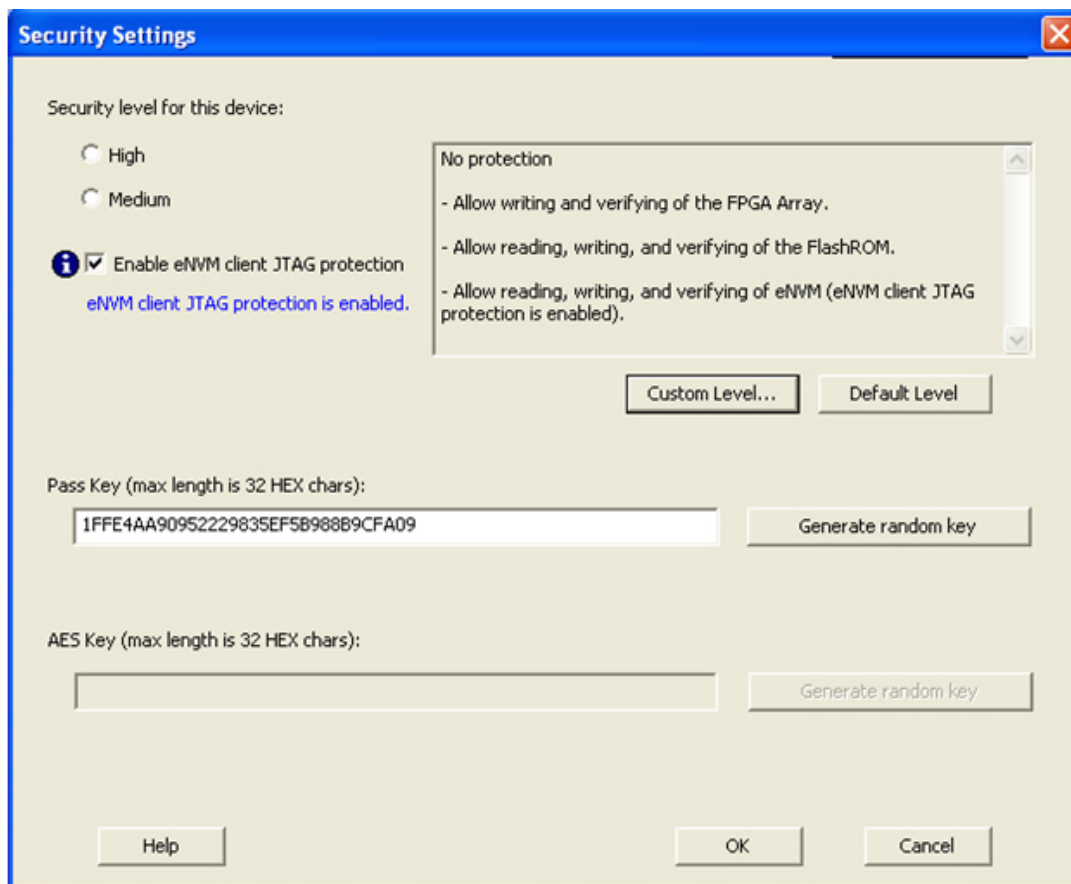 Security Settings
Security level for this device:
High
Medium
Enable eNVM client JTAG protection
eNVM client JTAG protection is enabled.
No protection
- Allow writing and verifying of the FPGA Array.
- Allow reading, writing, and verifying of the FlashROM.
- Allow reading, writing, and verifying of eNVM (eNVM client JTAG
protection is enabled).
Custom Level...
Default Level
Pass Key (max length is 32 HEX chars):
1FFE4AA90952229835EF5B988B9CFA09
Generate random key
AES Key (max length is 32 HEX chars):
Generate random key
Help
OK
Cancel